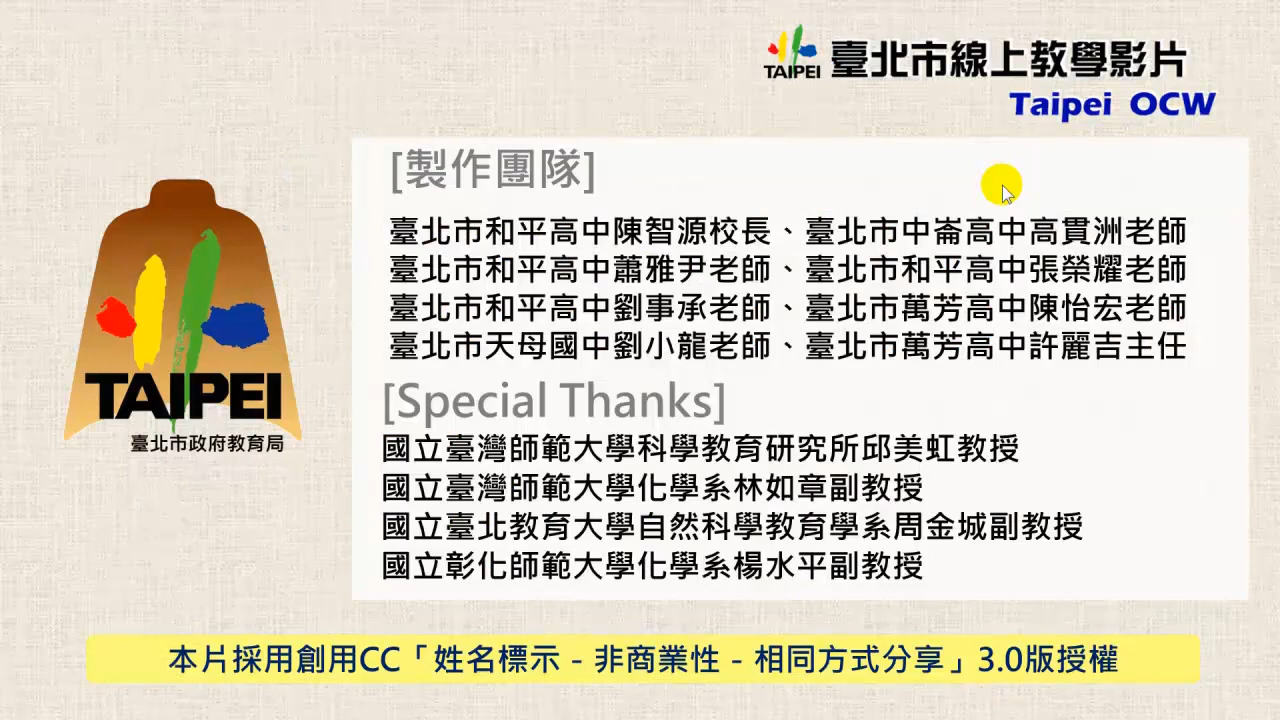 TAIPEI 臺北市線上教學影片
Taipei OCW
[製作團隊]
臺北市和平高中陳智源校長、臺北市中崙高中高貫洲老師
臺北市和平高中蕭雅尹老師、臺北市和平高中張榮耀老師
臺北市和平高中劉事承老師、臺北市萬芳高中陳怡宏老師
臺北市天母國中劉小龍老師、臺北市萬芳高中許麗吉主任
[Special Thanks]
國立臺灣師範大學科學教育研究所邱美虹教授
國立臺灣師範大學化學系林如章副教授
國立臺北教育大學自然科學教育學系周金城副教授
國立彰化師範大學化學系楊水平副教授
TAIPEI
臺北市政府教育局
本片採用創用CC「姓名標示－非商業性－相同方式分享」3.0版授權